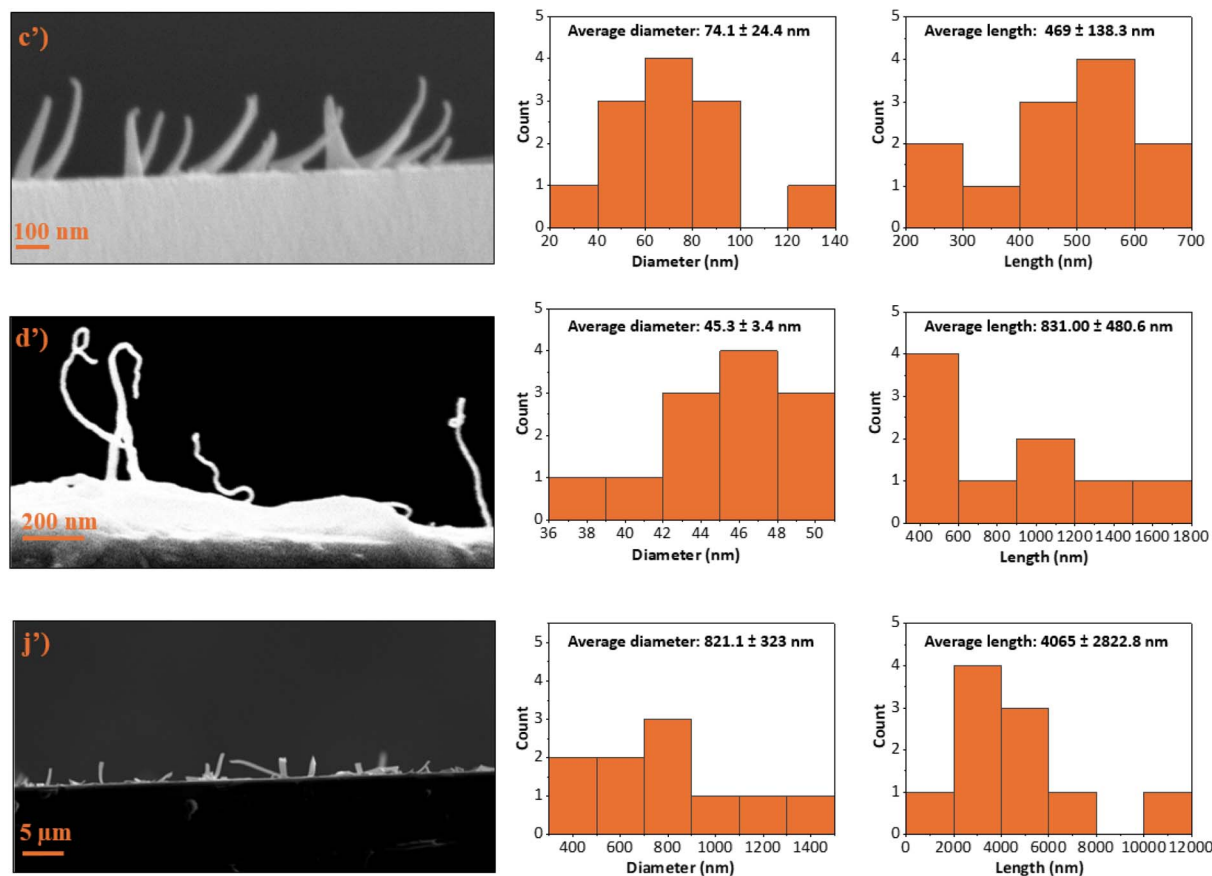 c’)
100 nm
Average diameter: 74.1 ± 24.4 nm
5
4
3
2
1
0
Count
20 40 60 80 100 120 140
Diameter (nm)
Average length: 469 ± 138.3 nm
5
4
3
2
1
0
Count
200 300 400 500 600 700
Length (nm)
d’)
200 nm
Average diameter: 45.3 ± 3.4 nm
5
4
3
2
1
0
Count
36 38 40 42 44 46 48 50
Diameter (nm)
Average length: 831.00 ± 480.6 nm
5
4
3
2
1
0
Count
400 600 800 1000 1200 1400 1600 1800
Length (nm)
j’)
5 µm
Average diameter: 821.1 ± 323 nm
5
4
3
2
1
0
Count
400 600 800 1000 1200 1400
Diameter (nm)
Average length: 4065 ± 2822.8 nm
5
4
3
2
1
0
Count
0 2000 4000 6000 8000 10000 12000
Length (nm)